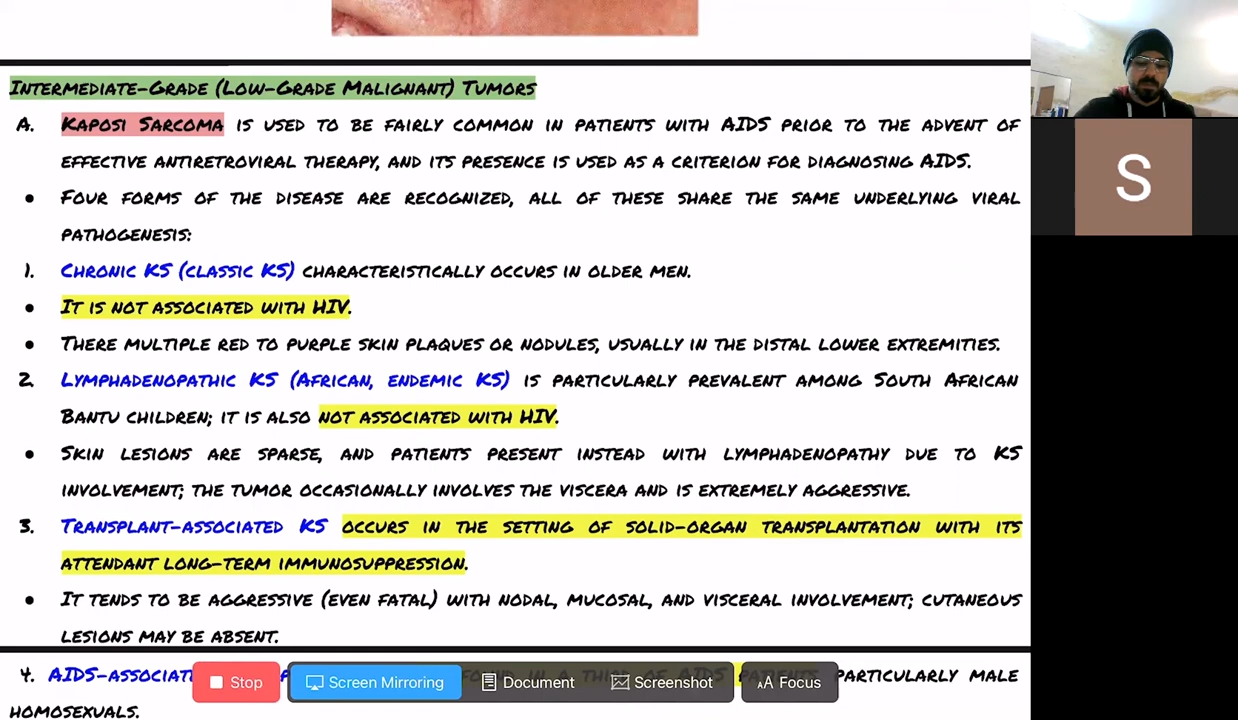 INTERMEDIATE-GRADE (LOW-GRADE MALIGNANT) TUMORS
A. KAPOSI SARCOMA IS USED TO BE FAIRLY COMMON IN PATIENTS WITH AIDS PRIOR TO THE ADVENT OF
EFFECTIVE ANTIRETROVIRAL THERAPY, AND ITS PRESENCE IS USED AS A CRITERION FOR DIAGNOSING AIDS.
• FOUR FORMS OF THE DISEASE ARE RECOGNIZED, ALL OF THESE SHARE THE SAME UNDERLYING VIRAL
PATHOGENESIS:
1. CHRONIC KS (CLASSIC KS) CHARACTERISTICALLY OCCURS IN OLDER MEN.
• IT IS NOT ASSOCIATED WITH HIV.
• THERE MULTIPLE RED TO PURPLE SKIN PLAQUES OR NODULES, USUALLY IN THE DISTAL LOWER EXTREMITIES.
2. LYMPHADENOPATHIC KS (AFRICAN, ENDEMIC KS) IS PARTICULARLY PREVALENT AMONG SOUTH AFRICAN
BANTU CHILDREN; IT IS ALSO NOT ASSOCIATED WITH HIV.
• SKIN LESIONS ARE SPARSE, AND PATIENTS PRESENT INSTEAD WITH LYMPHADENOPATHY DUE TO KS
INVOLVEMENT; THE TUMOR OCCASIONALLY INVOLVES THE VISCERA AND IS EXTREMELY AGGRESSIVE.
3. TRANSPLANT-ASSOCIATED KS OCCURS IN THE SETTING OF SOLID-ORGAN TRANSPLANTATION WITH ITS
ATTENDANT LONG-TERM IMMUNOSUPPRESSION.
• IT TENDS TO BE AGGRESSIVE (EVEN FATAL) WITH NODAL, MUCOSAL, AND VISCERAL INVOLVEMENT; CUTANEOUS
LESIONS MAY BE ABSENT.
4. AIDS-ASSOCIAT FOUND IN A THIRD OF AIDS PATIENTS PARTICULARLY MALE
HOMOSEXUALS.
Stop Screen Mirroring Document Screenshot AA Focus
S